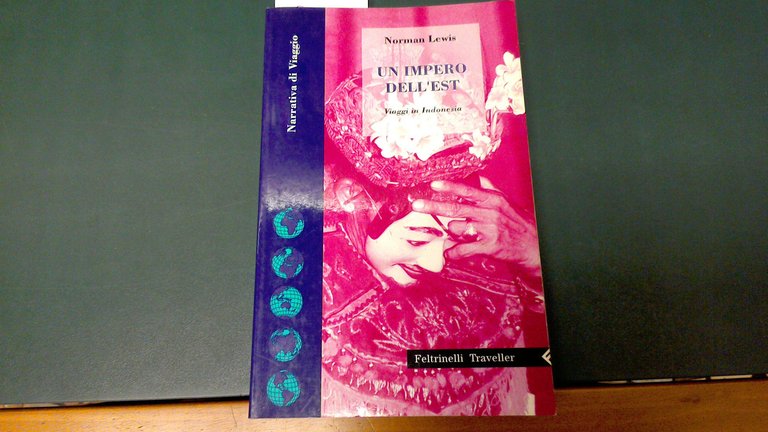 Narrativa di Viaggio
Norman Lewis
UN IMPERO
DELL'EST
Viaggi in Indonesia
Feltrinelli Traveller